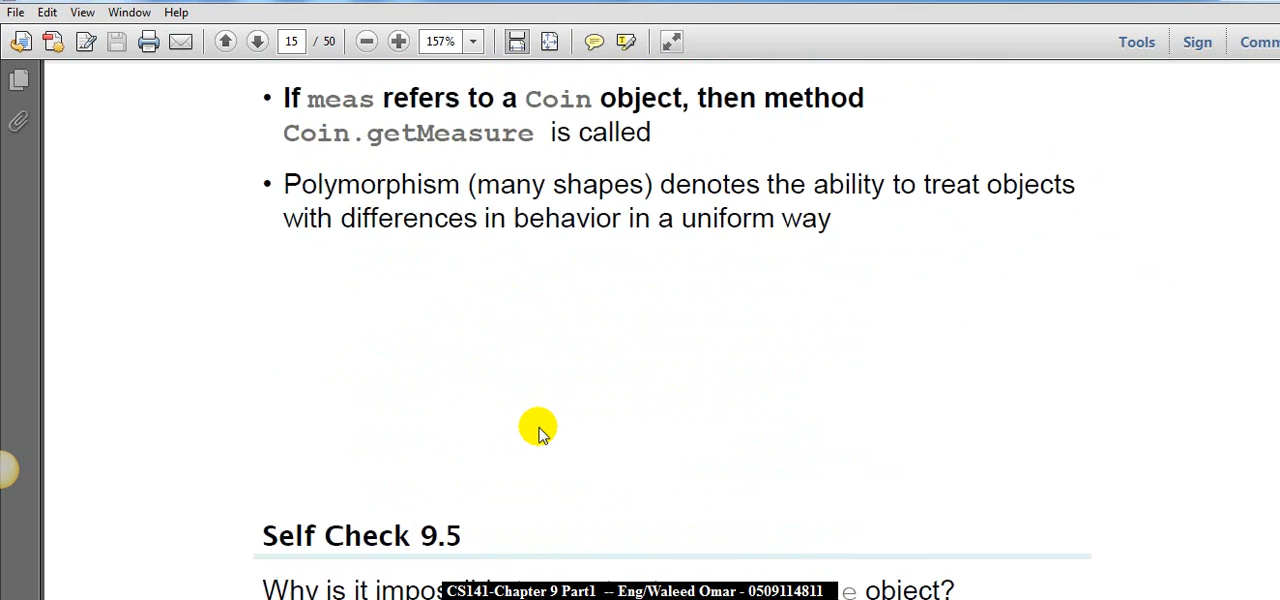 File Edit View Window Help
15 / 50 157% Tools Sign Comm
• If meas refers to a Coin object, then method
Coin.getMeasure is called
• Polymorphism (many shapes) denotes the ability to treat objects
with differences in behavior in a uniform way
Self Check 9.5
Why is it impos e object?
CS141-Chapter 9 Part1 -- Eng/Waleed Omar - 0509114811